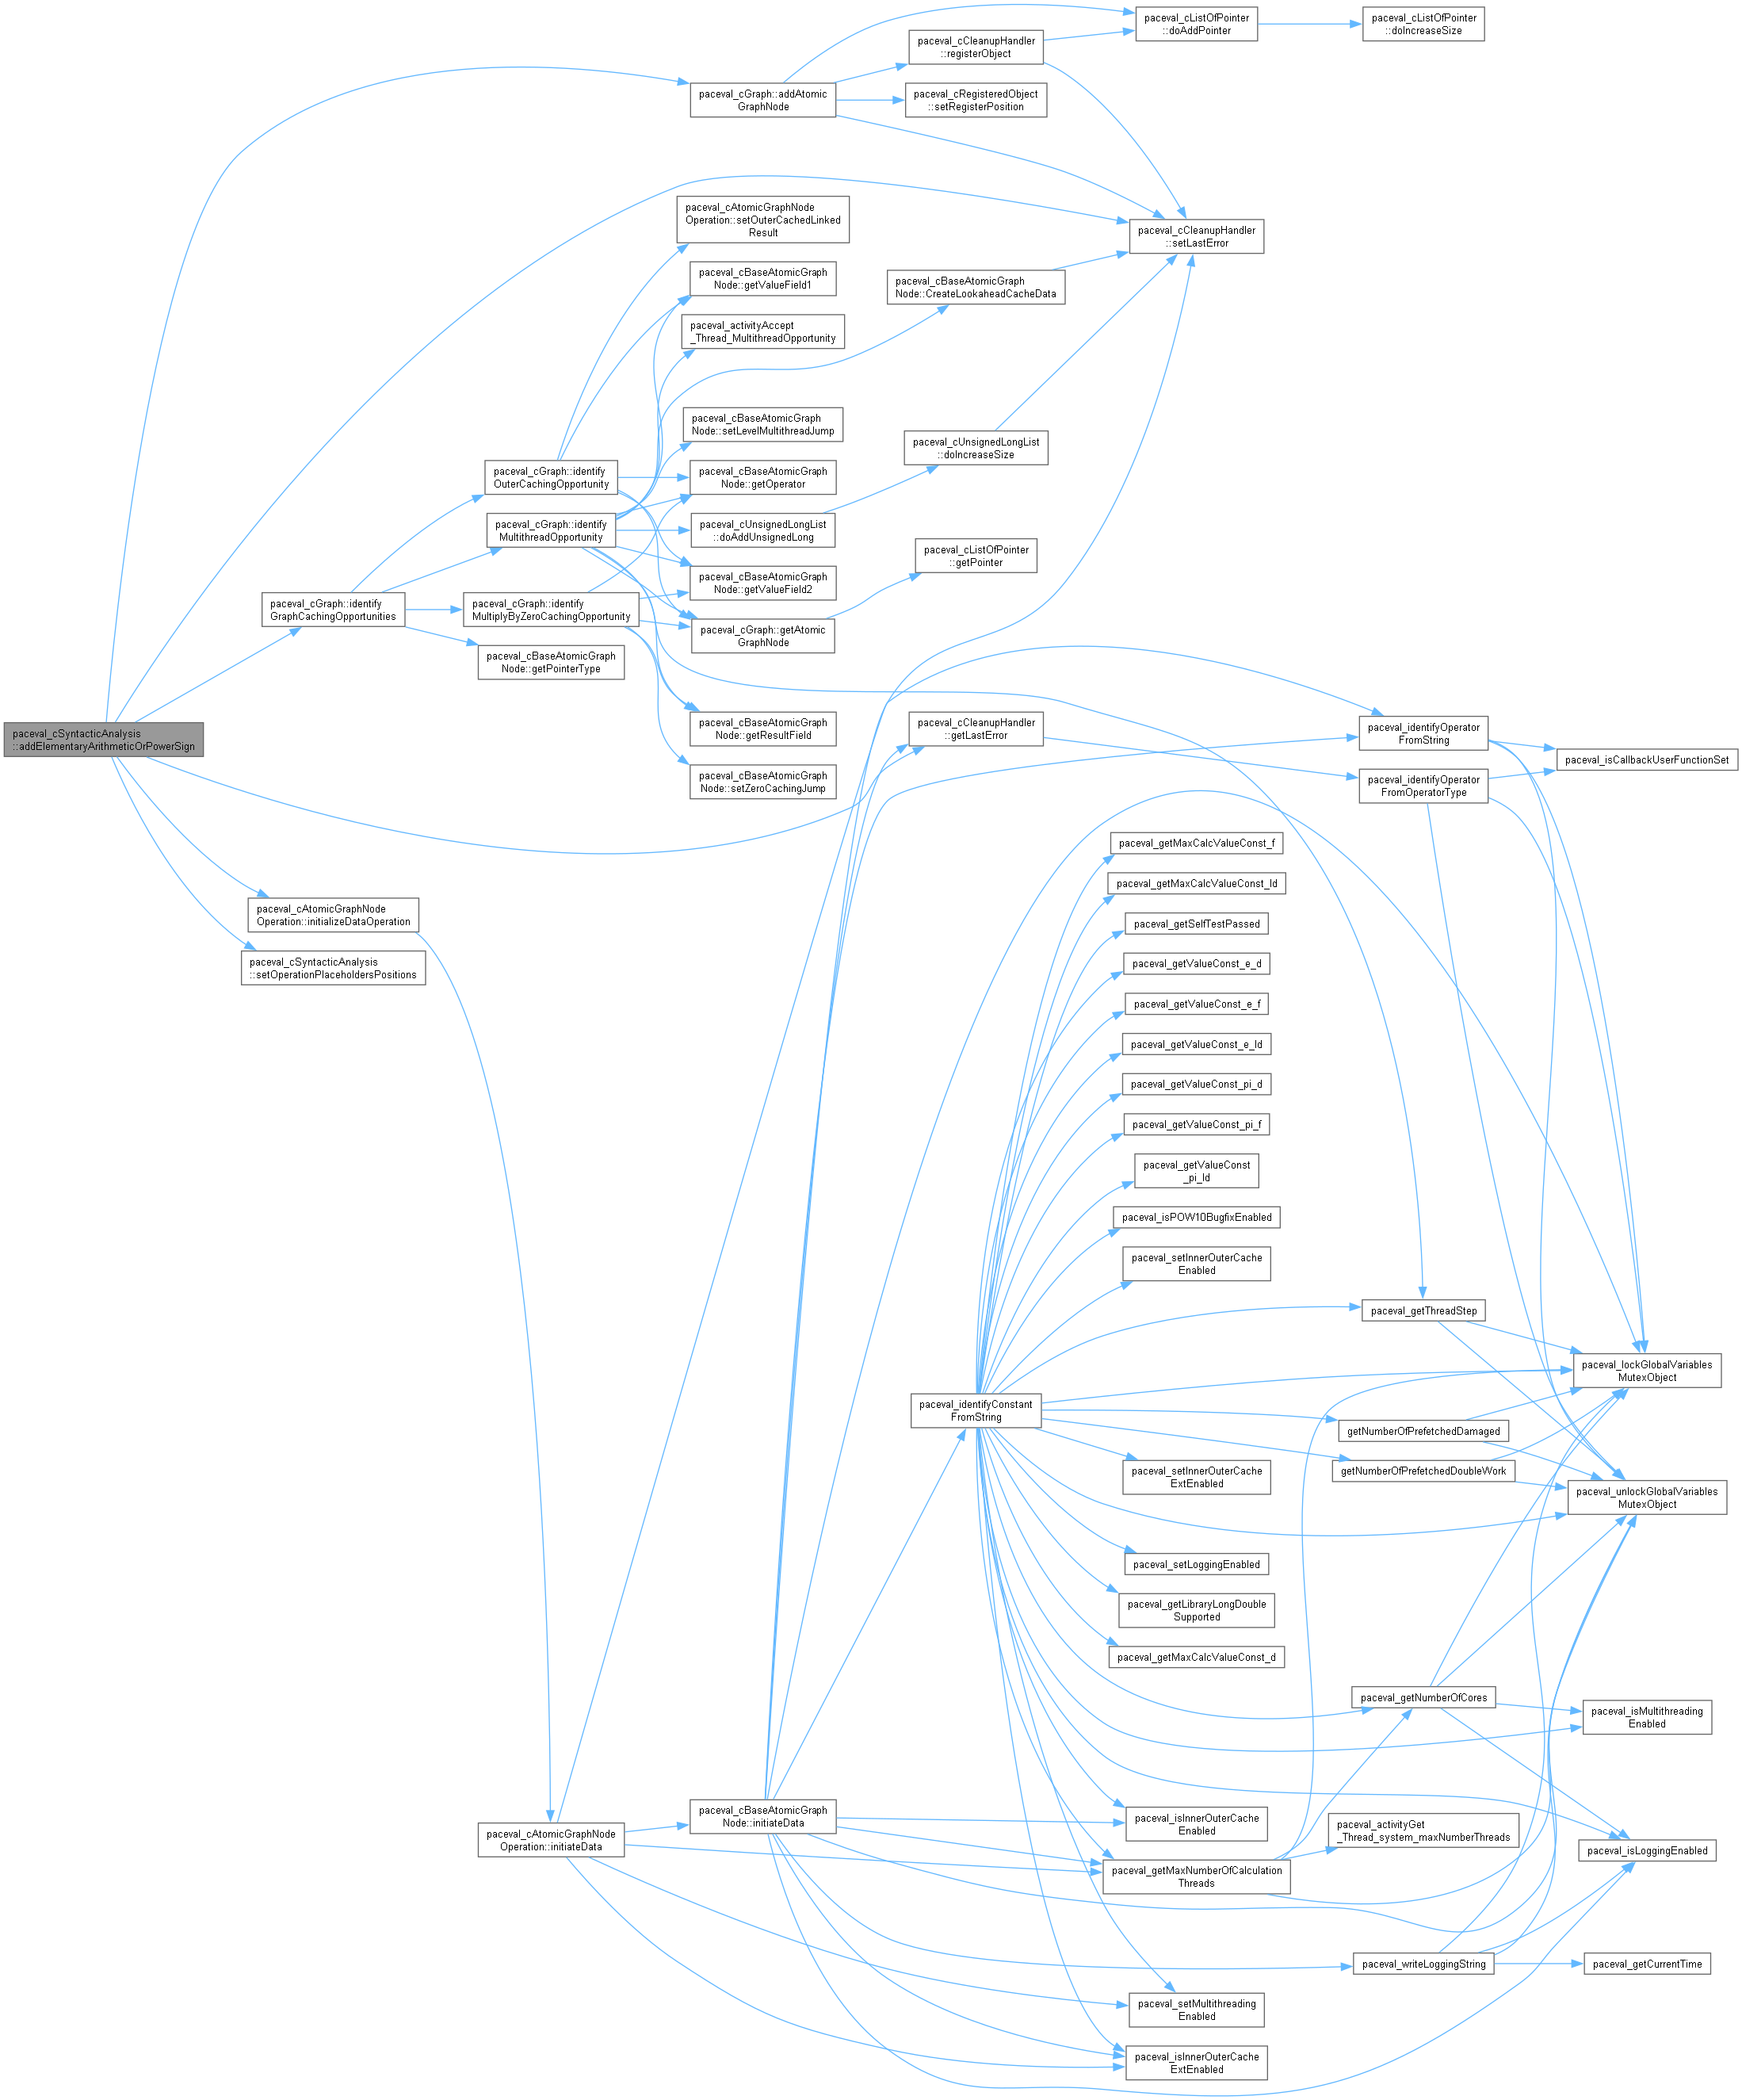 paceval_cListOfPointer
::doAddPointer
paceval_cListOfPointer
::doIncreaseSize
paceval_cCleanupHandler
::registerObject
paceval_cGraph::addAtomic
GraphNode
paceval_cRegisteredObject
::setRegisterPosition
paceval_cAtomicGraphNode
Operation::setOuterCachedLinked
Result
paceval_cCleanupHandler
::setLastError
paceval_cBaseAtomicGraph
Node::getValueField1
paceval_cBaseAtomicGraph
Node::CreateLookaheadCacheData
paceval_activityAccept
_Thread_MultithreadOpportunity
paceval_cBaseAtomicGraph
Node::setLevelMultithreadJump
paceval_cUnsignedLongList
::doIncreaseSize
paceval_cGraph::identify
OuterCachingOpportunity
paceval_cBaseAtomicGraph
Node::getOperator
paceval_cGraph::identify
MultithreadOpportunity
paceval_cUnsignedLongList
::doAddUnsignedLong
paceval_cListOfPointer
::getPointer
paceval_cBaseAtomicGraph
Node::getValueField2
paceval_cGraph::identify
GraphCachingOpportunities
paceval_cGraph::identify
MultiplyByZeroCachingOpportunity
paceval_cGraph::getAtomic
GraphNode
paceval_cBaseAtomicGraph
Node::getPointerType
paceval_cSyntacticAnalysis
::addElementaryArithmeticOrPowerSign
paceval_cBaseAtomicGraph
Node::getResultField
paceval_cCleanupHandler
::getLastError
paceval_identifyOperator
FromString
paceval_isCallbackUserFunctionSet
paceval_cBaseAtomicGraph
Node::setZeroCachingJump
paceval_identifyOperator
FromOperatorType
paceval_getMaxCalcValueConst_f
paceval_getMaxCalcValueConst_ld
paceval_cAtomicGraphNode
Operation::initializeDataOperation
paceval_getSelfTestPassed
paceval_cSyntacticAnalysis
::setOperationPlaceholdersPositions
paceval_getValueConst_e_d
paceval_getValueConst_e_f
paceval_getValueConst_e_ld
paceval_getValueConst_pi_d
paceval_getValueConst_pi_f
paceval_getValueConst
_pi_ld
paceval_isPOW10BugfixEnabled
paceval_setInnerOuterCache
Enabled
paceval_getThreadStep
paceval_lockGlobalVariables
MutexObject
paceval_identifyConstant
FromString
getNumberOfPrefetchedDamaged
paceval_setInnerOuterCache
ExtEnabled
getNumberOfPrefetchedDoubleWork
paceval_unlockGlobalVariables
MutexObject
paceval_setLoggingEnabled
paceval_getLibraryLongDouble
Supported
paceval_getMaxCalcValueConst_d
paceval_getNumberOfCores
paceval_isMultithreading
Enabled
paceval_cBaseAtomicGraph
Node::initiateData
paceval_isInnerOuterCache
Enabled
paceval_activityGet
_Thread_system_maxNumberThreads
paceval_cAtomicGraphNode
Operation::initiateData
paceval_isLoggingEnabled
paceval_getMaxNumberOfCalculation
Threads
paceval_writeLoggingString
paceval_getCurrentTime
paceval_setMultithreading
Enabled
paceval_isInnerOuterCache
ExtEnabled